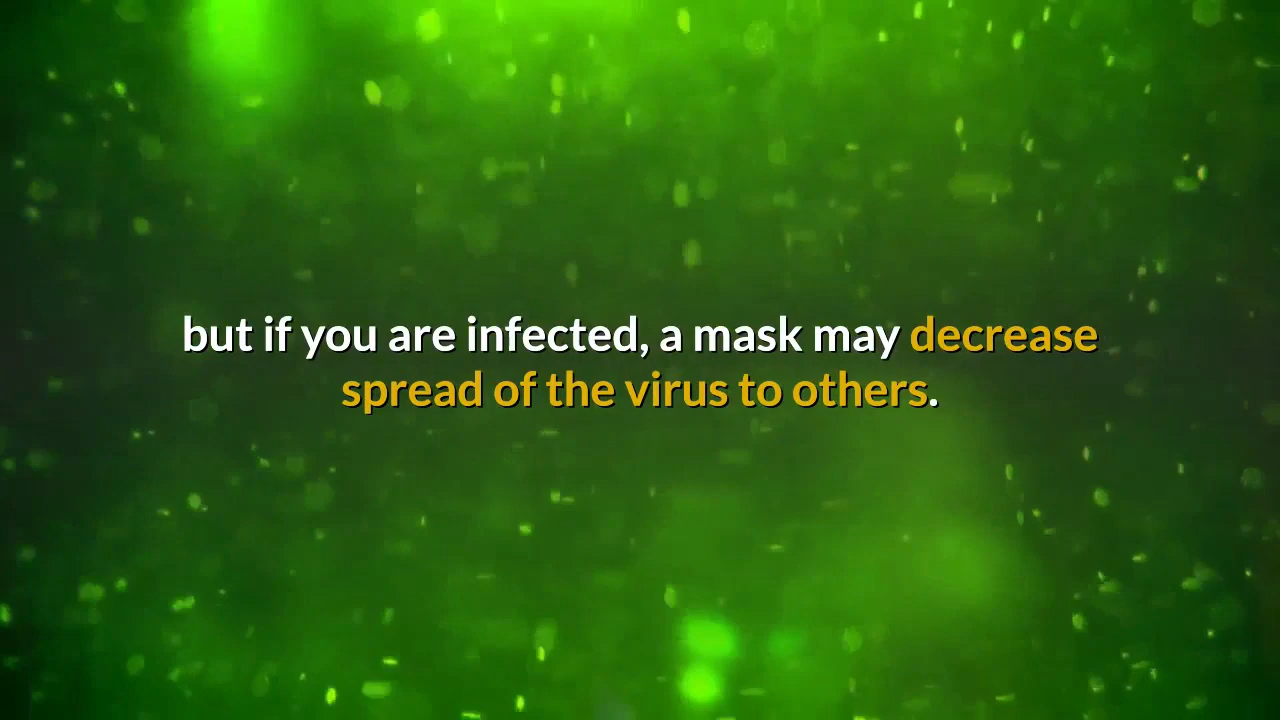 but if you are infected, a mask may decrease
spread of the virus to others.